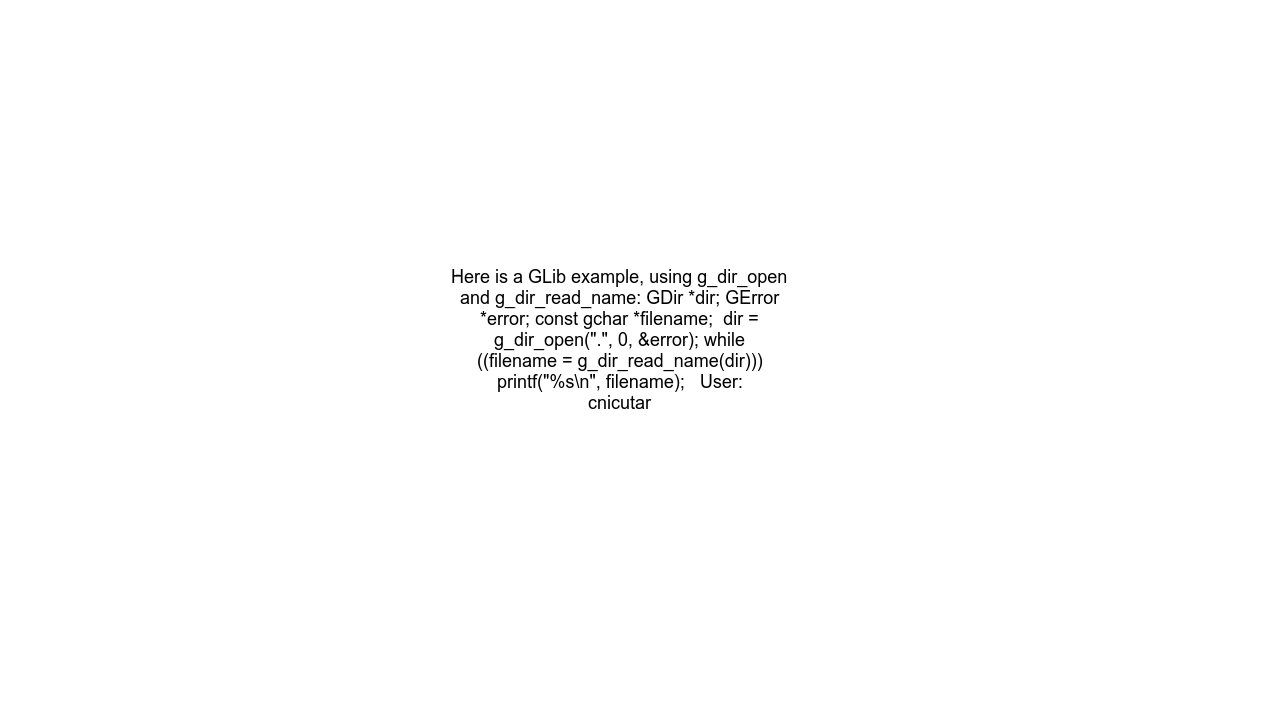 Here is a GLib example, using g_dir_open
and g_dir_read_name: GDir *dir; GError
*error; const gchar *filename;  dir =
g_dir_open(".", 0, &error); while
((filename = g_dir_read_name(dir)))
printf("%s\n", filename);   User:
cnicutar